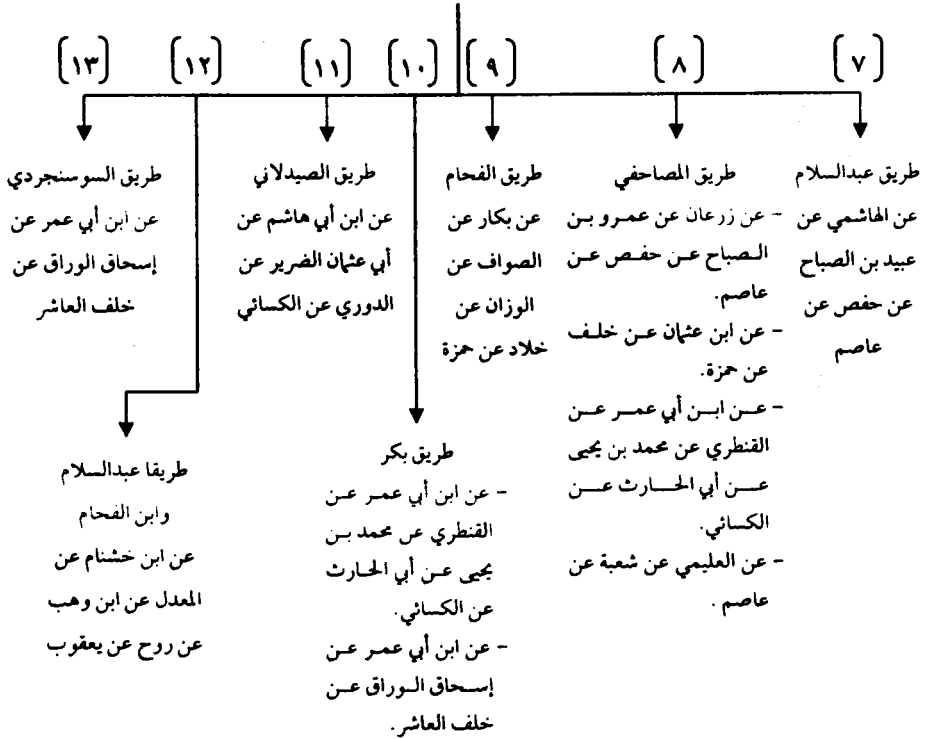 [٧]
طريق عبدالسلام
عن الهاشمي عن
عبيد بن الصباح
عن حفص عن
عاصم
[٨]
طريق المصاحفي
- عن زرعان عن عمرو بن
الصباح عن حفص عن
عاصم.
- عن ابن عثمان عن خلف
عن حمزة.
- عن ابن أبي عمر عن
القنطري عن محمد بن يحيى
عن أبي الحارث عن
الكسائي.
- عن العليمي عن شعبة عن
عاصم.
[٩]
طريق الفحام
عن بكار عن
الصواف عن
الوزان عن
خلاد عن حمزة
[١٠]
طريق بكر
- عن ابن أبي عمر عن
القنطري عن محمد بن
يحيى عن أبي الحارث
عن الكسائي.
- عن ابن أبي عمر عن
إسحاق الوراق عن
خلف العاشر.
[١١]
طريق الصيدلاني
عن ابن أبي هاشم عن
أبي عثمان الضرير عن
الدوري عن الكسائي
[١٢]
طريقا عبدالسلام
وابن الفحام
عن ابن خشنام عن
المعدل عن ابن وهب
عن روح عن يعقوب
[١٣]
طريق السوسنجردي
عن ابن أبي عمر عن
إسحاق الوراق عن
خلف العاشر